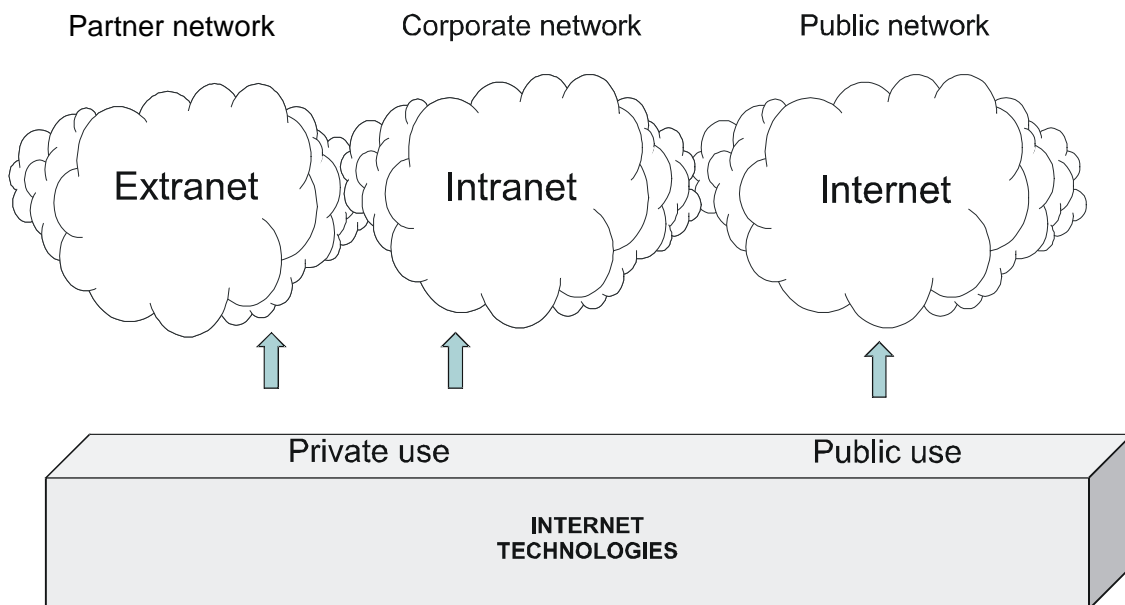 Partner network
Corporate network
Public network
Extranet
Intranet
Internet
Private use
Public use
INTERNET
TECHNOLOGIES